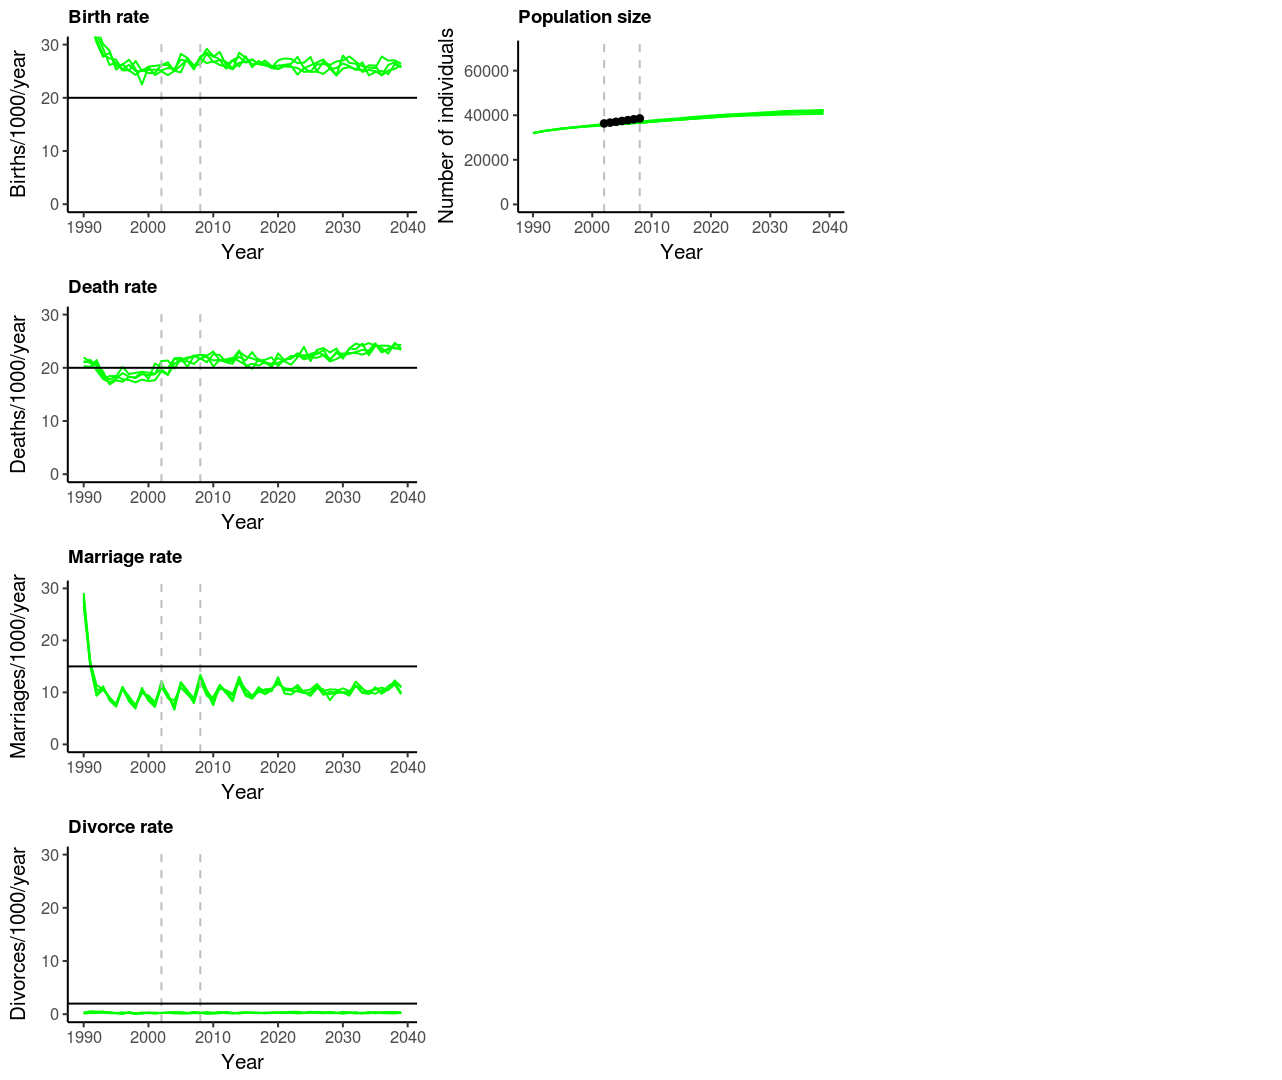 Birth rate
Births/1000/year
30
20
10
0
1990 2000 2010 2020 2030 2040
Year
Population size
Number of individuals
60000
40000
20000
0
1990 2000 2010 2020 2030 2040
Year
Death rate
Deaths/1000/year
30
20
10
0
1990 2000 2010 2020 2030 2040
Year
Marriage rate
Marriages/1000/year
30
20
10
0
1990 2000 2010 2020 2030 2040
Year
Divorce rate
Divorces/1000/year
30
20
10
0
1990 2000 2010 2020 2030 2040
Year